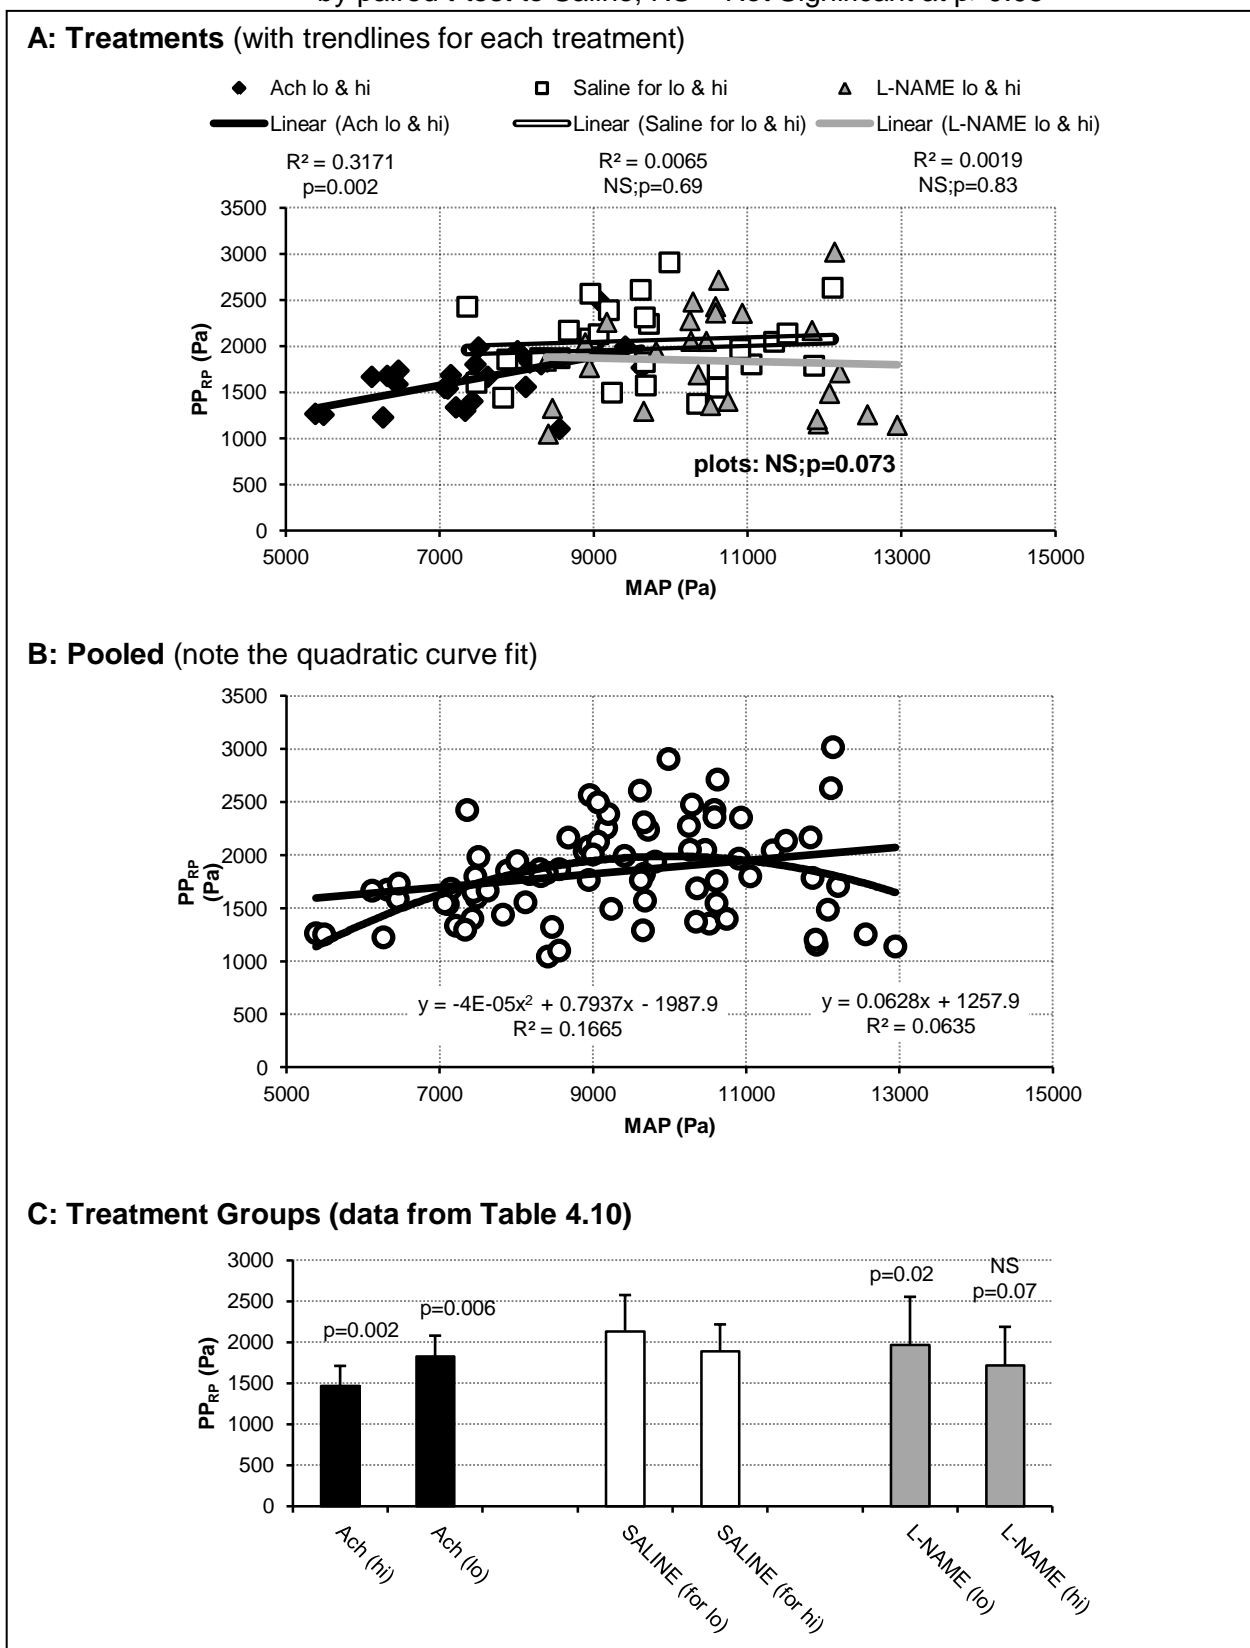 by paired t-test to Saline; NS = Not Significant at p>0.05
A: Treatments (with trendlines for each treatment)
Ach lo & hi
Saline for lo & hi
L-NAME lo & hi
Linear (Ach lo & hi)
Linear (Saline for lo & hi)
Linear (L-NAME lo & hi)
R² = 0.3171
p=0.002
R² = 0.0065
NS;p=0.69
R² = 0.0019
NS;p=0.83
3500
3000
2500
2000
1500
1000
500
0
PP_RP (Pa)
plots: NS;p=0.073
5000 7000 9000 11000 13000 15000
MAP (Pa)
B: Pooled (note the quadratic curve fit)
3500
3000
2500
2000
1500
1000
500
0
PP_RP
(Pa)
y = -4E-05x² + 0.7937x - 1987.9
R² = 0.1665
y = 0.0628x + 1257.9
R² = 0.0635
5000 7000 9000 11000 13000 15000
MAP (Pa)
C: Treatment Groups (data from Table 4.10)
3000
2500
2000
1500
1000
500
0
PP_RP (Pa)
p=0.002
p=0.006
p=0.02
NS
p=0.07
Ach (hi)
Ach (lo)
SALINE (for lo)
SALINE (for hi)
L-NAME (lo)
L-NAME (hi)